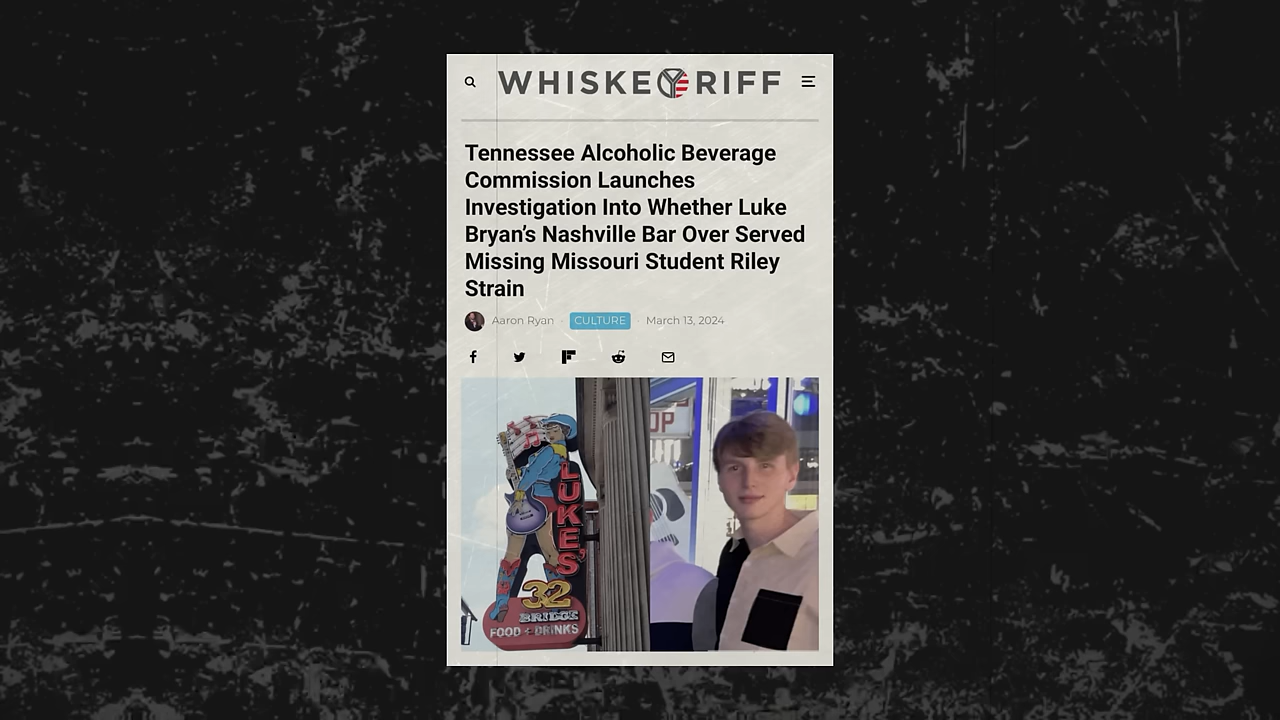 WHISKEY RIFF
Tennessee Alcoholic Beverage
Commission Launches
Investigation Into Whether Luke
Bryan’s Nashville Bar Over Served
Missing Missouri Student Riley
Strain
Aaron Ryan · CULTURE · March 13, 2024
OP
LUKE'S
32
BRIDGE
FOOD + DRINKS